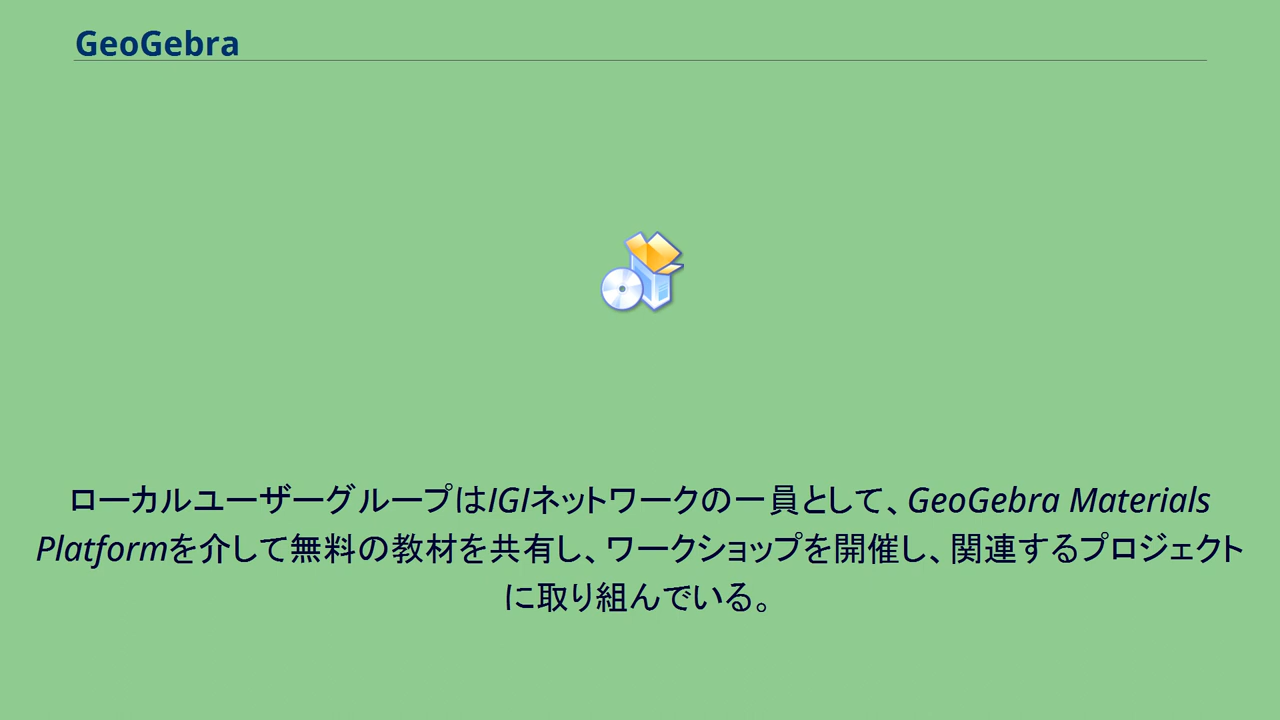 GeoGebra
ローカルユーザーグループはIGIネットワークの一員として、GeoGebra Materials
Platformを介して無料の教材を共有し、ワークショップを開催し、関連するプロジェクト
に取り組んでいる。